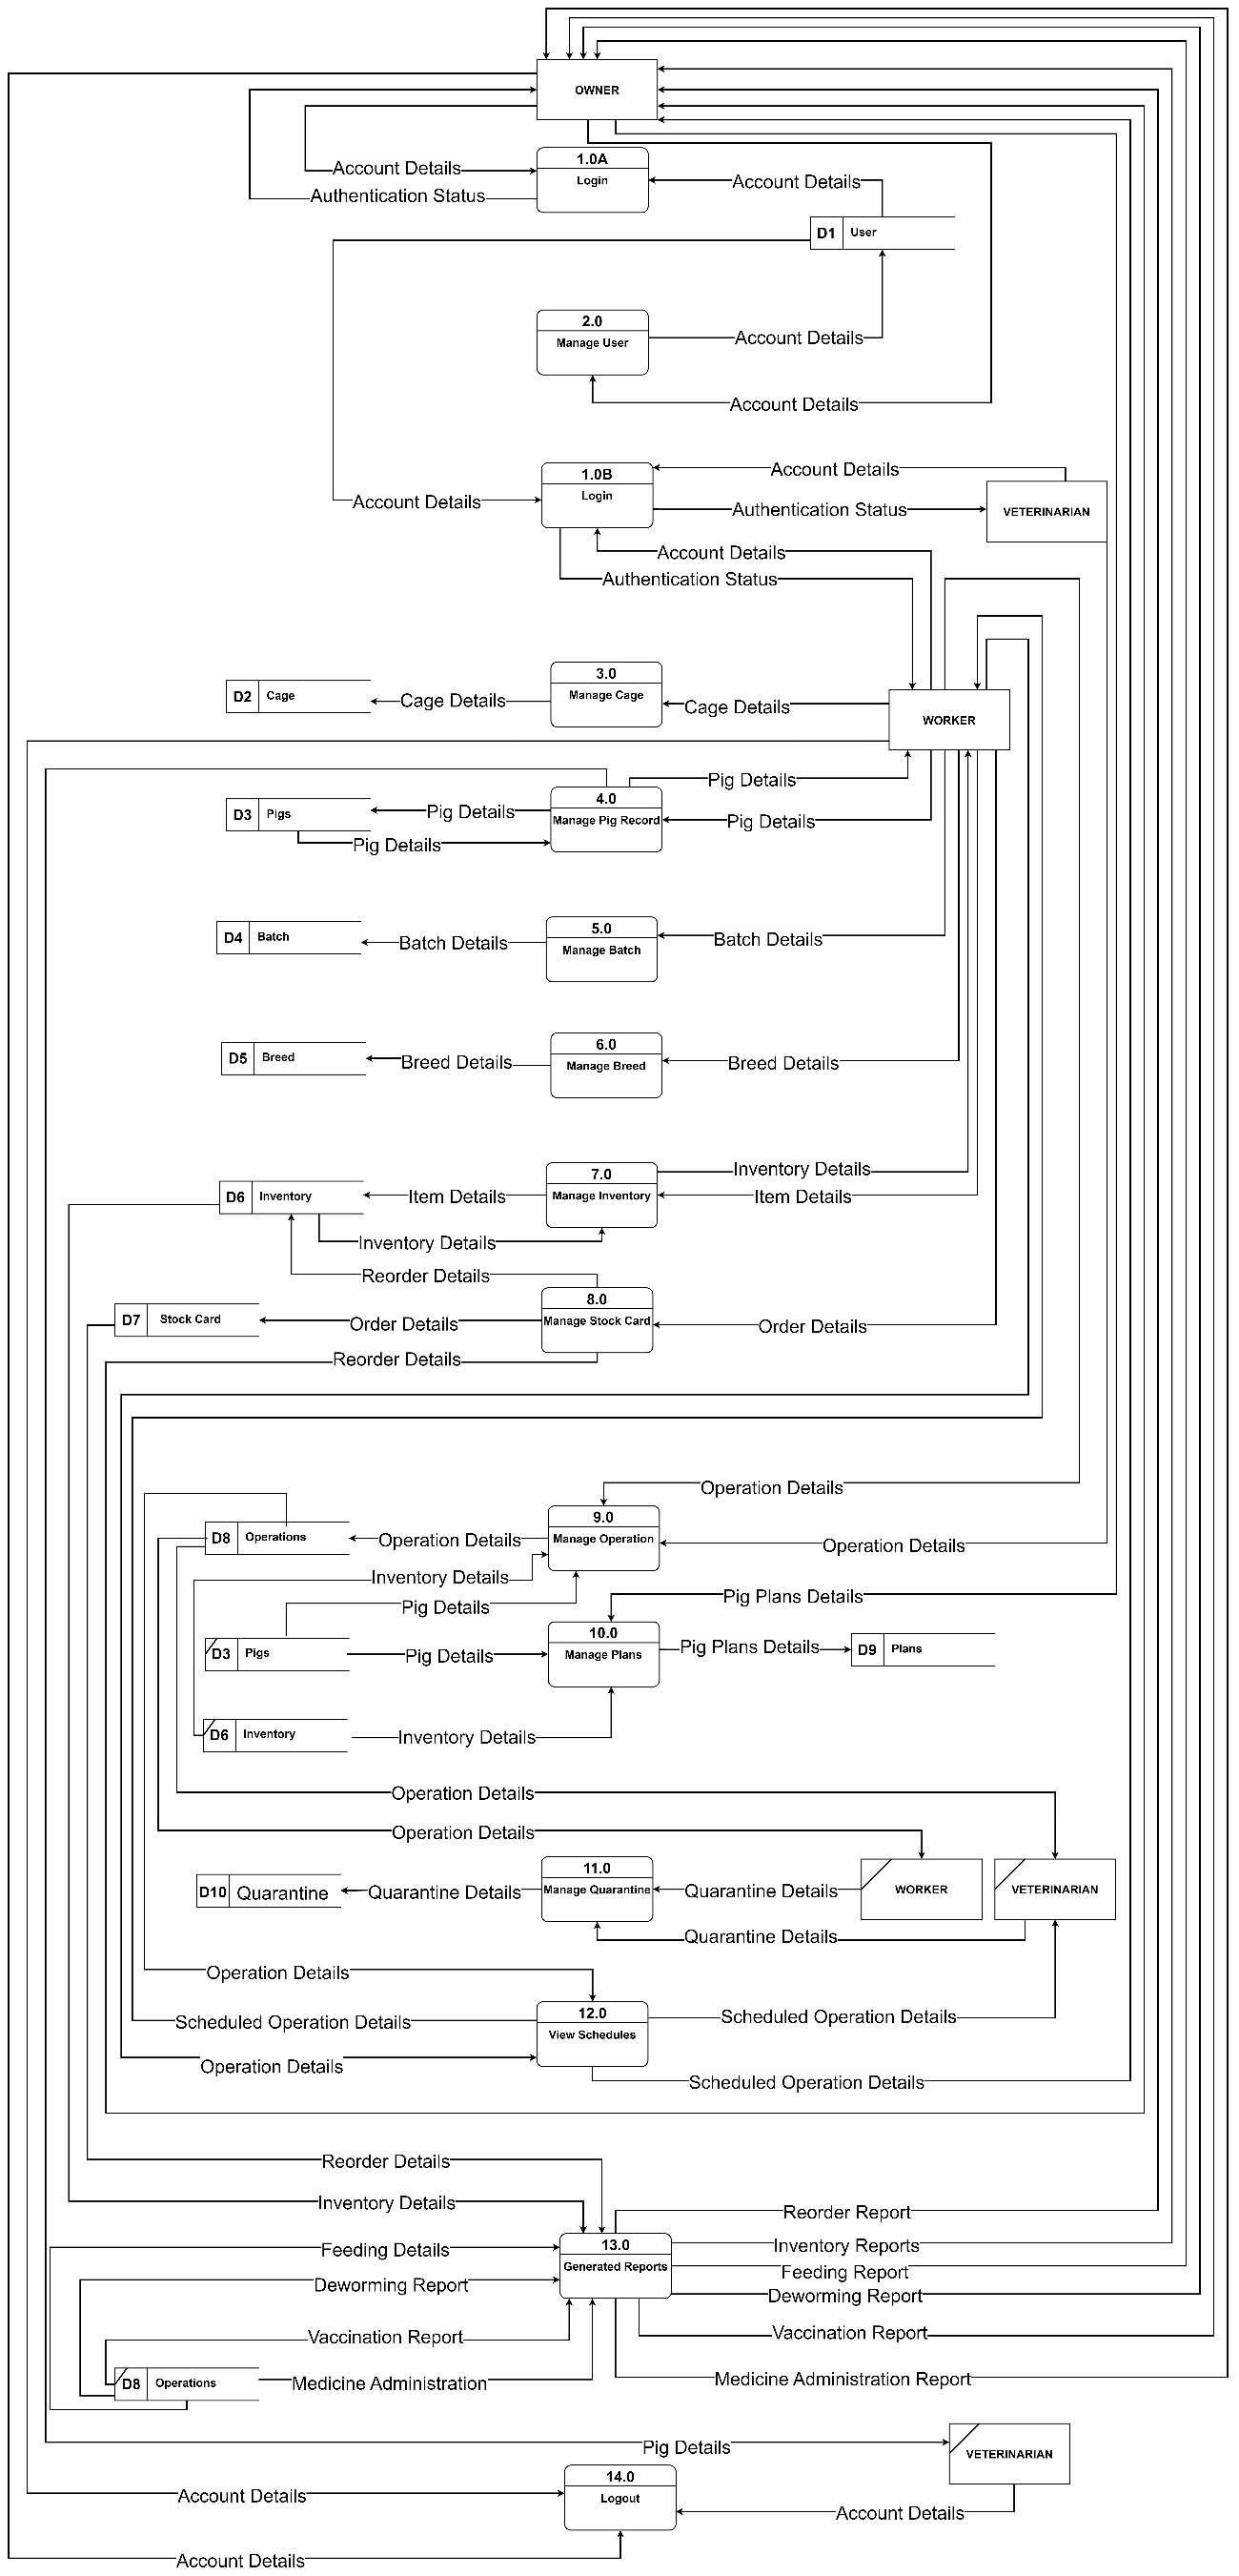 OWNER
1.0A
Login
Account Details
Authentication Status
Account Details
D1
User
2.0
Manage User
Account Details
Account Details
1.0B
Login
Account Details
Account Details
Authentication Status
VETERINARIAN
Account Details
Authentication Status
D2
Cage
Cage Details
3.0
Manage Cage
Cage Details
WORKER
Pig Details
D3
Pigs
Pig Details
4.0
Manage Pig Record
Pig Details
Pig Details
D4
Batch
Batch Details
5.0
Manage Batch
Batch Details
D5
Breed
Breed Details
6.0
Manage Breed
Breed Details
D6
Inventory
Item Details
7.0
Manage Inventory
Inventory Details
Item Details
Inventory Details
Reorder Details
D7
Stock Card
Order Details
8.0
Manage Stock Card
Order Details
Reorder Details
Operation Details
D8
Operations
Operation Details
9.0
Manage Operation
Operation Details
Inventory Details
Pig Details
Pig Plans Details
D3
Pigs
Pig Details
10.0
Manage Plans
Pig Plans Details
D9
Plans
D6
Inventory
Inventory Details
Operation Details
Operation Details
D10
Quarantine
Quarantine Details
11.0
Manage Quarantine
Quarantine Details
WORKER
VETERINARIAN
Quarantine Details
Operation Details
Scheduled Operation Details
12.0
View Schedules
Scheduled Operation Details
Operation Details
Scheduled Operation Details
Reorder Details
Inventory Details
Reorder Report
13.0
Generated Reports
Feeding Details
Inventory Reports
Feeding Report
Deworming Report
Deworming Report
Vaccination Report
Vaccination Report
D8
Operations
Medicine Administration
Medicine Administration Report
Pig Details
VETERINARIAN
14.0
Logout
Account Details
Account Details
Account Details